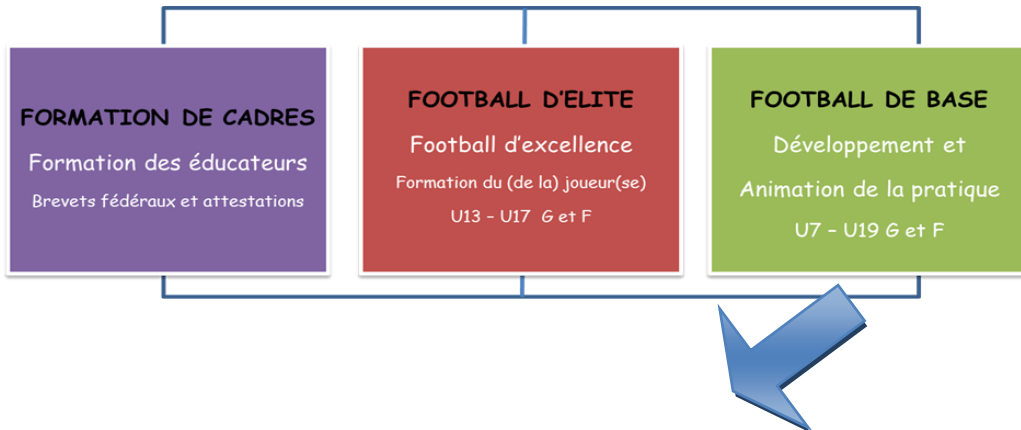 FORMATION DE CADRES
Formation des éducateurs
Brevets fédéraux et attestations
FOOTBALL D'ELITE
Football d'excellence
Formation du (de la) joueur(se)
U13 – U17 G et F
FOOTBALL DE BASE
Développement et
Animation de la pratique
U7 – U19 G et F